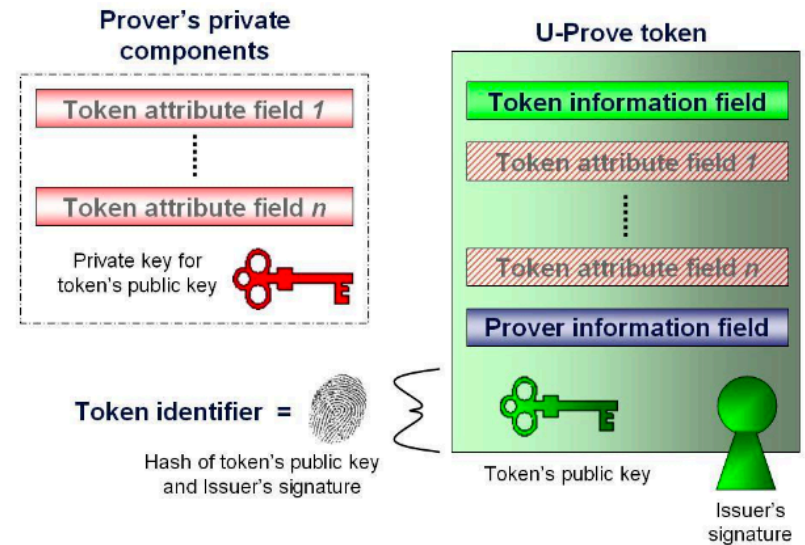 Prover's private
components
Token attribute field 1
Token attribute field n
Private key for
token's public key
U-Prove token
Token information field
Token attribute field 1
Token attribute field n
Prover information field
Token identifier =
Hash of token's public key
and Issuer's signature
Token's public key
Issuer's
signature